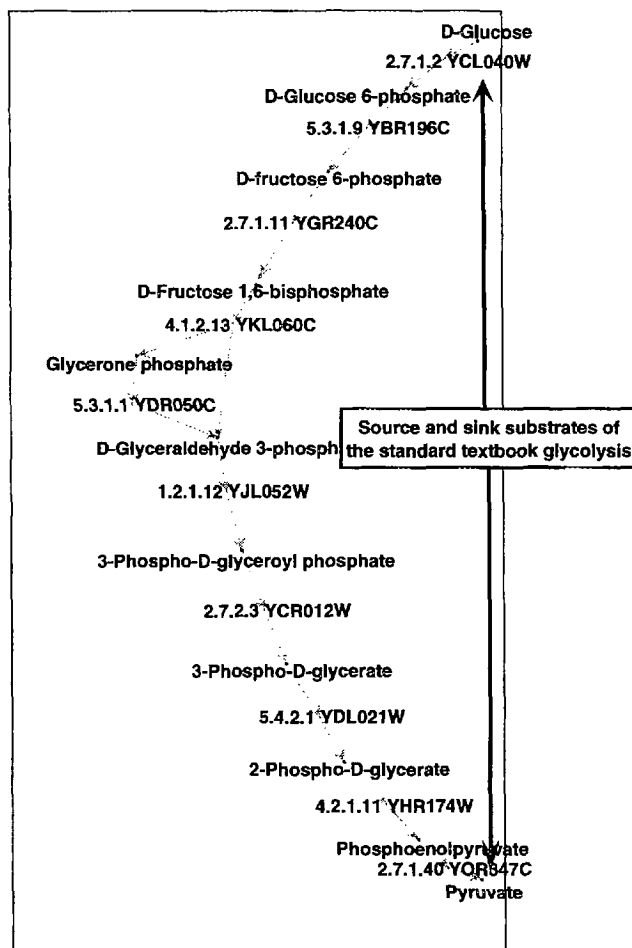 D-Glucose
2.7.1.2 YCL040W
D-Glucose 6-phosphate
5.3.1.9 YBR196C
D-fructose 6-phosphate
2.7.1.11 YGR240C
D-Fructose 1,6-bisphosphate
4.1.2.13 YKL060C
Glycerone phosphate
5.3.1.1 YDR050C
Source and sink substrates of
D-Glyceraldehyde 3-phosph
the standard textbook glycolysis
1.2.1.12 YJL052W
3-Phospho-D-glyceroyl phosphate
2.7.2.3 YCR012W
3-Phospho-D-glycerate
5.4.2.1 YDL021W
2-Phospho-D-glycerate
4.2.1.11 YHR174W
Phosphoenolpyruvate
2.7.1.40 YOR347C
Pyruvate